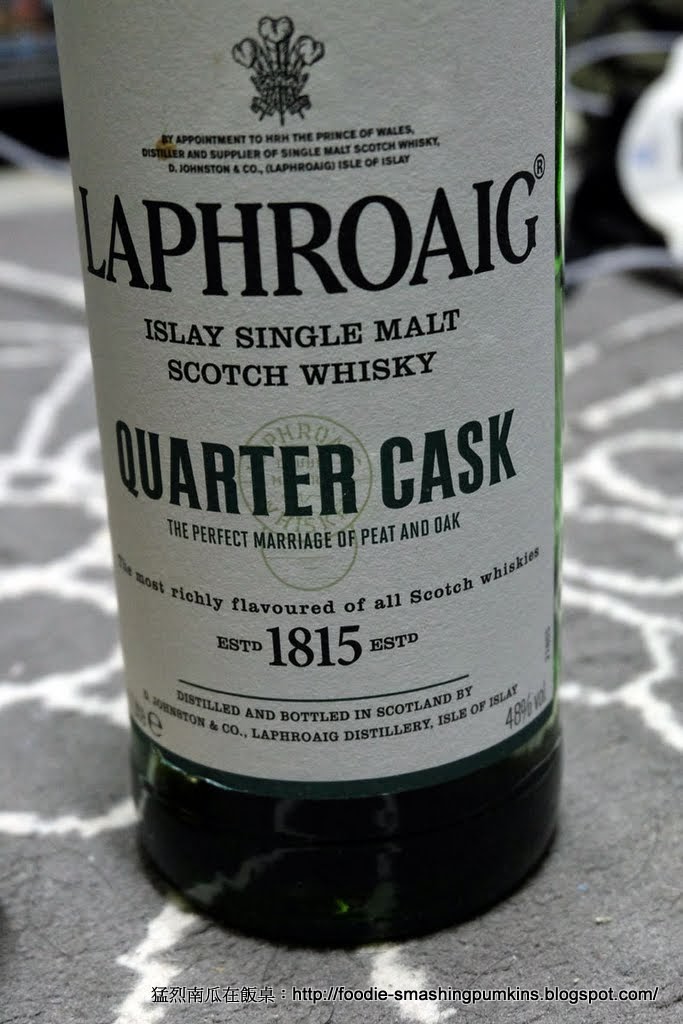 BY APPOINTMENT TO HRH THE PRINCE OF WALES,
DISTILLER AND SUPPLIER OF SINGLE MALT SCOTCH WHISKY,
D. JOHNSTON & CO., (LAPHROAIG) ISLE OF ISLAY
LAPHROAIG®
ISLAY SINGLE MALT
SCOTCH WHISKY
QUARTER CASK
THE PERFECT MARRIAGE OF PEAT AND OAK
The most richly flavoured of all Scotch whiskies
ESTD 1815 ESTD
DISTILLED AND BOTTLED IN SCOTLAND BY
D. JOHNSTON & CO., LAPHROAIG DISTILLERY, ISLE OF ISLAY
e 48% vol
猛烈南瓜在飯桌：http://foodie-smashingpumkins.blogspot.com/